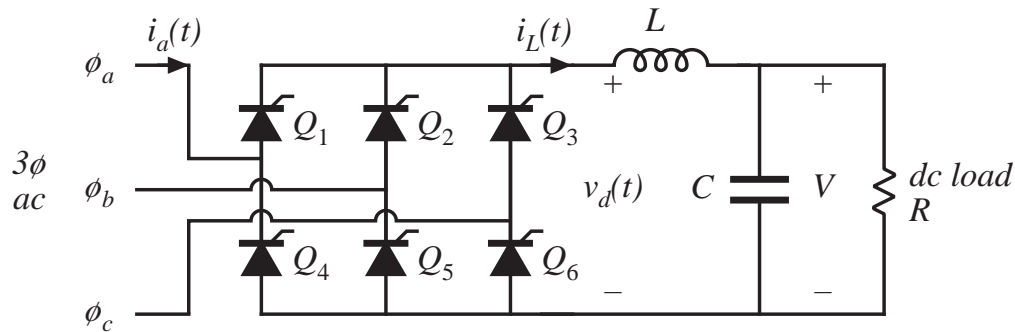 i_a(t)
i_L(t)
L
ϕ_a
+
+
Q_1
Q_2
Q_3
3ϕ
ac
ϕ_b
v_d(t)
C
V
dc load
R
Q_4
Q_5
Q_6
ϕ_c
–
–